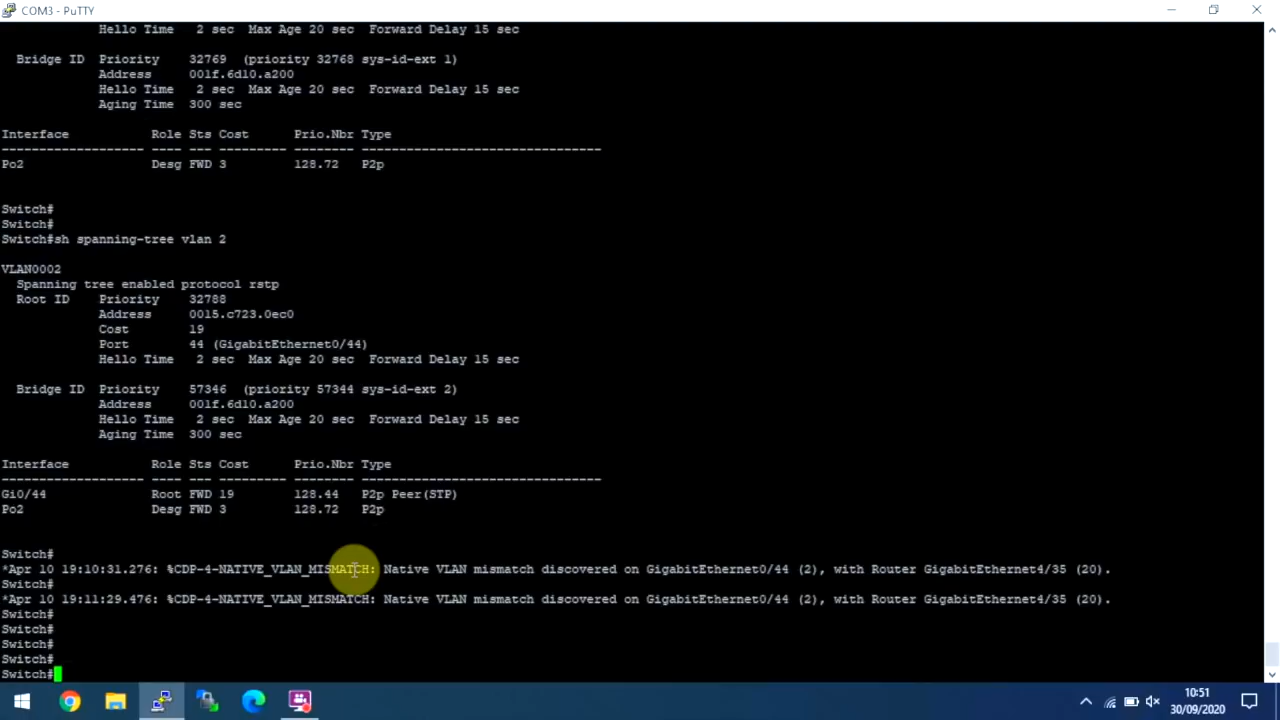 COM3 - PuTTY
Hello Time 2 sec Max Age 20 sec Forward Delay 15 sec
Bridge ID Priority 32769 (priority 32768 sys-id-ext 1)
Address 001f.6d10.a200
Hello Time 2 sec Max Age 20 sec Forward Delay 15 sec
Aging Time 300 sec
Interface Role Sts Cost Prio.Nbr Type
------------------- ---- --- --------- -------- --------------------------------
Po2 Desg FWD 3 128.72 P2p
Switch#
Switch#
Switch#sh spanning-tree vlan 2
VLAN0002
Spanning tree enabled protocol rstp
Root ID Priority 32788
Address 0015.c723.0ec0
Cost 19
Port 44 (GigabitEthernet0/44)
Hello Time 2 sec Max Age 20 sec Forward Delay 15 sec
Bridge ID Priority 57346 (priority 57344 sys-id-ext 2)
Address 001f.6d10.a200
Hello Time 2 sec Max Age 20 sec Forward Delay 15 sec
Aging Time 300 sec
Interface Role Sts Cost Prio.Nbr Type
------------------- ---- --- --------- -------- --------------------------------
Gi0/44 Root FWD 19 128.44 P2p Peer(STP)
Po2 Desg FWD 3 128.72 P2p
Switch#
*Apr 10 19:10:31.276: %CDP-4-NATIVE_VLAN_MISMATCH: Native VLAN mismatch discovered on GigabitEthernet0/44 (2), with Router GigabitEthernet4/35 (20).
Switch#
*Apr 10 19:11:29.476: %CDP-4-NATIVE_VLAN_MISMATCH: Native VLAN mismatch discovered on GigabitEthernet0/44 (2), with Router GigabitEthernet4/35 (20).
Switch#
Switch#
Switch#
Switch#
Switch#
10:51
30/09/2020